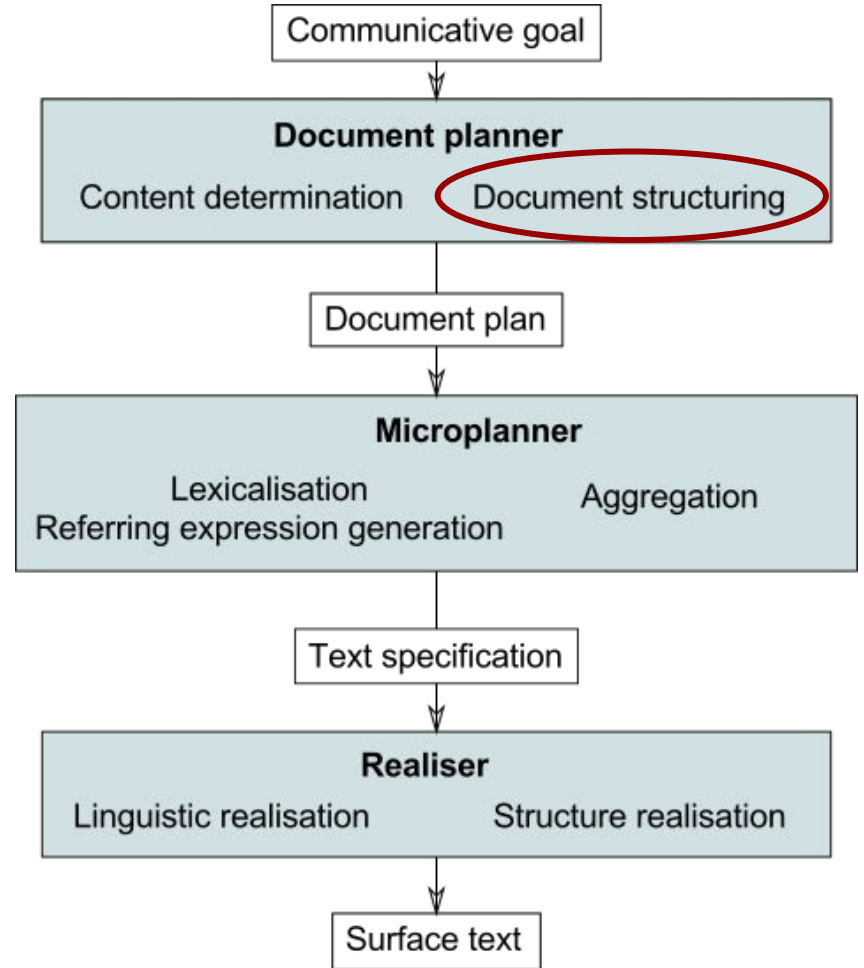 Communicative goal
Document planner
Content determination Document structuring
Document plan
Microplanner
Lexicalisation
Aggregation
Referring expression generation
Text specification
Realiser
Linguistic realisation Structure realisation
Surface text